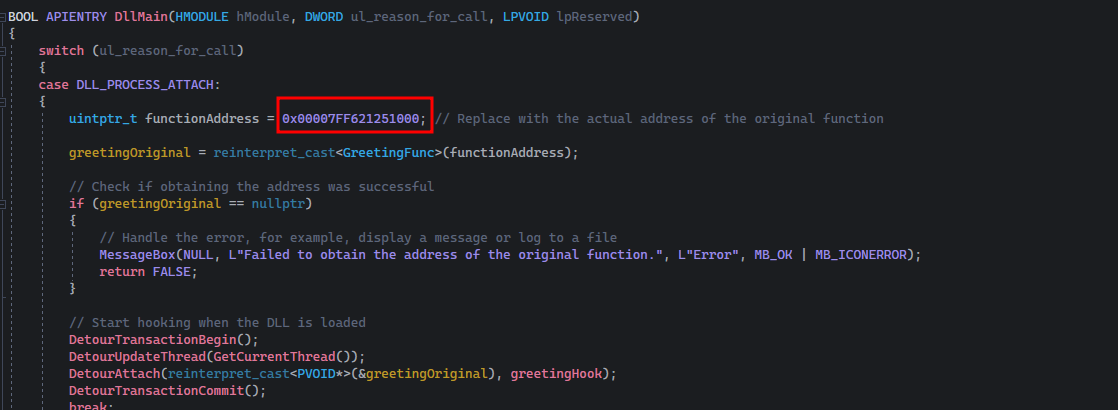 BOOL APIENTRY DllMain(HMODULE hModule, DWORD ul_reason_for_call, LPVOID lpReserved)
{
    switch (ul_reason_for_call)
    {
    case DLL_PROCESS_ATTACH:
    {
        uintptr_t functionAddress = 0x00007FF621251000; // Replace with the actual address of the original function

        greetingOriginal = reinterpret_cast<GreetingFunc>(functionAddress);

        // Check if obtaining the address was successful
        if (greetingOriginal == nullptr)
        {
            // Handle the error, for example, display a message or log to a file
            MessageBox(NULL, L"Failed to obtain the address of the original function.", L"Error", MB_OK | MB_ICONERROR);
            return FALSE;
        }

        // Start hooking when the DLL is loaded
        DetourTransactionBegin();
        DetourUpdateThread(GetCurrentThread());
        DetourAttach(reinterpret_cast<PVOID*>(&greetingOriginal), greetingHook);
        DetourTransactionCommit();
        break;